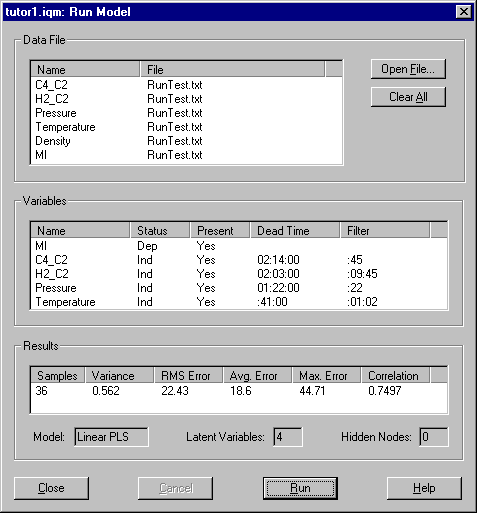 tutor1.iqm: Run Model
Data File
Name File
C4_C2 RunTest.txt
H2_C2 RunTest.txt
Pressure RunTest.txt
Temperature RunTest.txt
Density RunTest.txt
MI RunTest.txt
Open File...
Clear All
Variables
Name Status Present Dead Time Filter
MI Dep Yes
C4_C2 Ind Yes 02:14:00 :45
H2_C2 Ind Yes 02:03:00 :09:45
Pressure Ind Yes 01:22:00 :22
Temperature Ind Yes :41:00 :01:02
Results
Samples Variance RMS Error Avg. Error Max. Error Correlation
36 0.562 22.43 18.6 44.71 0.7497
Model: Linear PLS Latent Variables: 4 Hidden Nodes: 0
Close Cancel Run Help